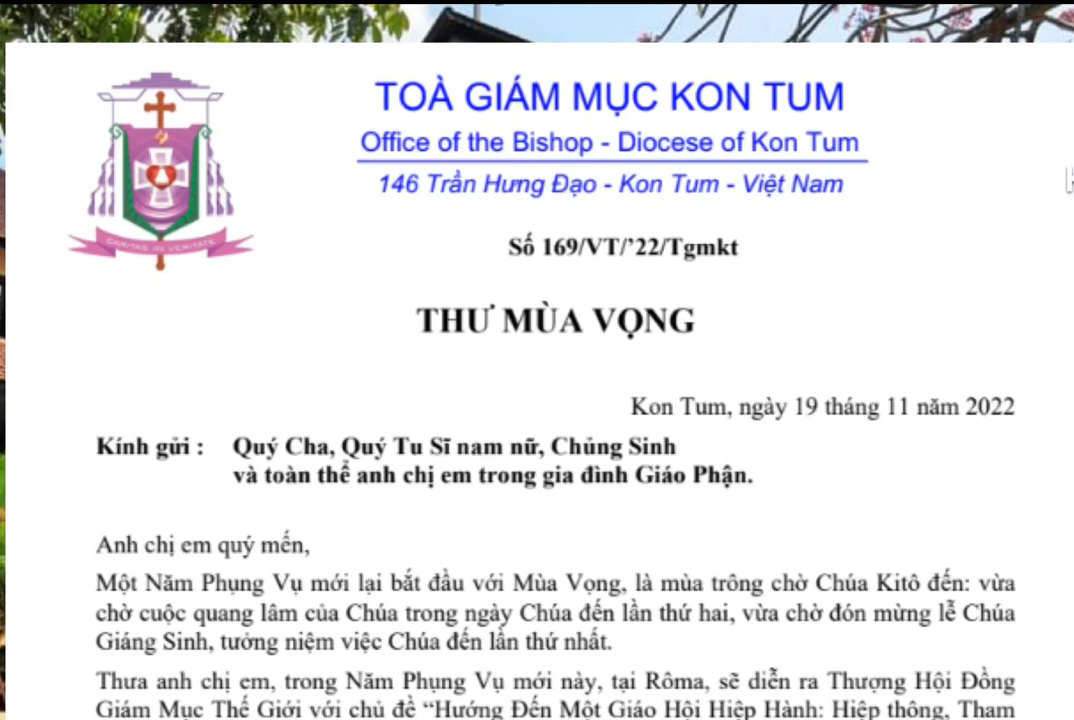 TOÀ GIÁM MỤC KON TUM
Office of the Bishop - Diocese of Kon Tum
146 Trần Hưng Đạo - Kon Tum - Việt Nam
CARITAS IN VERITATE
Số 169/VT/’22/Tgmkt
THƯ MÙA VỌNG
Kon Tum, ngày 19 tháng 11 năm 2022
Kính gửi : Quý Cha, Quý Tu Sĩ nam nữ, Chủng Sinh
và toàn thể anh chị em trong gia đình Giáo Phận.
Anh chị em quý mến,
Một Năm Phụng Vụ mới lại bắt đầu với Mùa Vọng, là mùa trông chờ Chúa Kitô đến: vừa
chờ cuộc quang lâm của Chúa trong ngày Chúa đến lần thứ hai, vừa chờ đón mừng lễ Chúa
Giáng Sinh, tưởng niệm việc Chúa đến lần thứ nhất.
Thưa anh chị em, trong Năm Phụng Vụ mới này, tại Rôma, sẽ diễn ra Thượng Hội Đồng
Giám Mục Thế Giới với chủ đề “Hướng Đến Một Giáo Hội Hiệp Hành: Hiệp thông, Tham